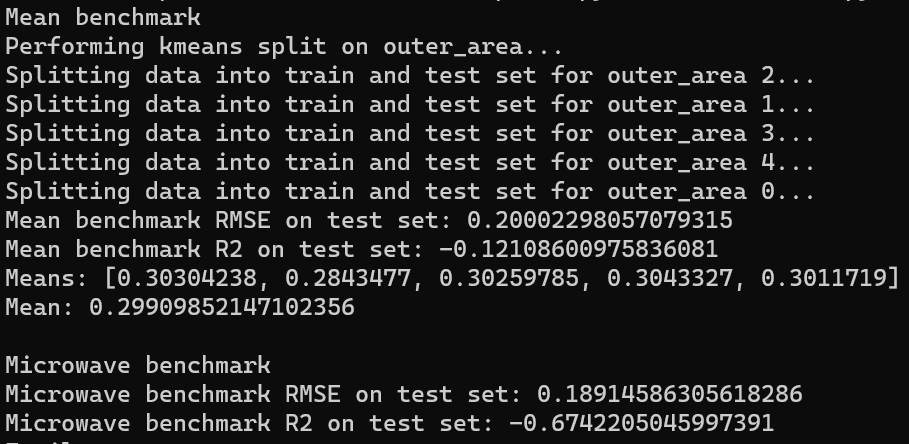 Mean benchmark
Performing kmeans split on outer_area...
Splitting data into train and test set for outer_area 2...
Splitting data into train and test set for outer_area 1...
Splitting data into train and test set for outer_area 3...
Splitting data into train and test set for outer_area 4...
Splitting data into train and test set for outer_area 0...
Mean benchmark RMSE on test set: 0.20002298057079315
Mean benchmark R2 on test set: -0.12108600975836081
Means: [0.30304238, 0.2843477, 0.30259785, 0.3043327, 0.3011719]
Mean: 0.29909852147102356
Microwave benchmark
Microwave benchmark RMSE on test set: 0.18914586305618286
Microwave benchmark R2 on test set: -0.6742205045997391